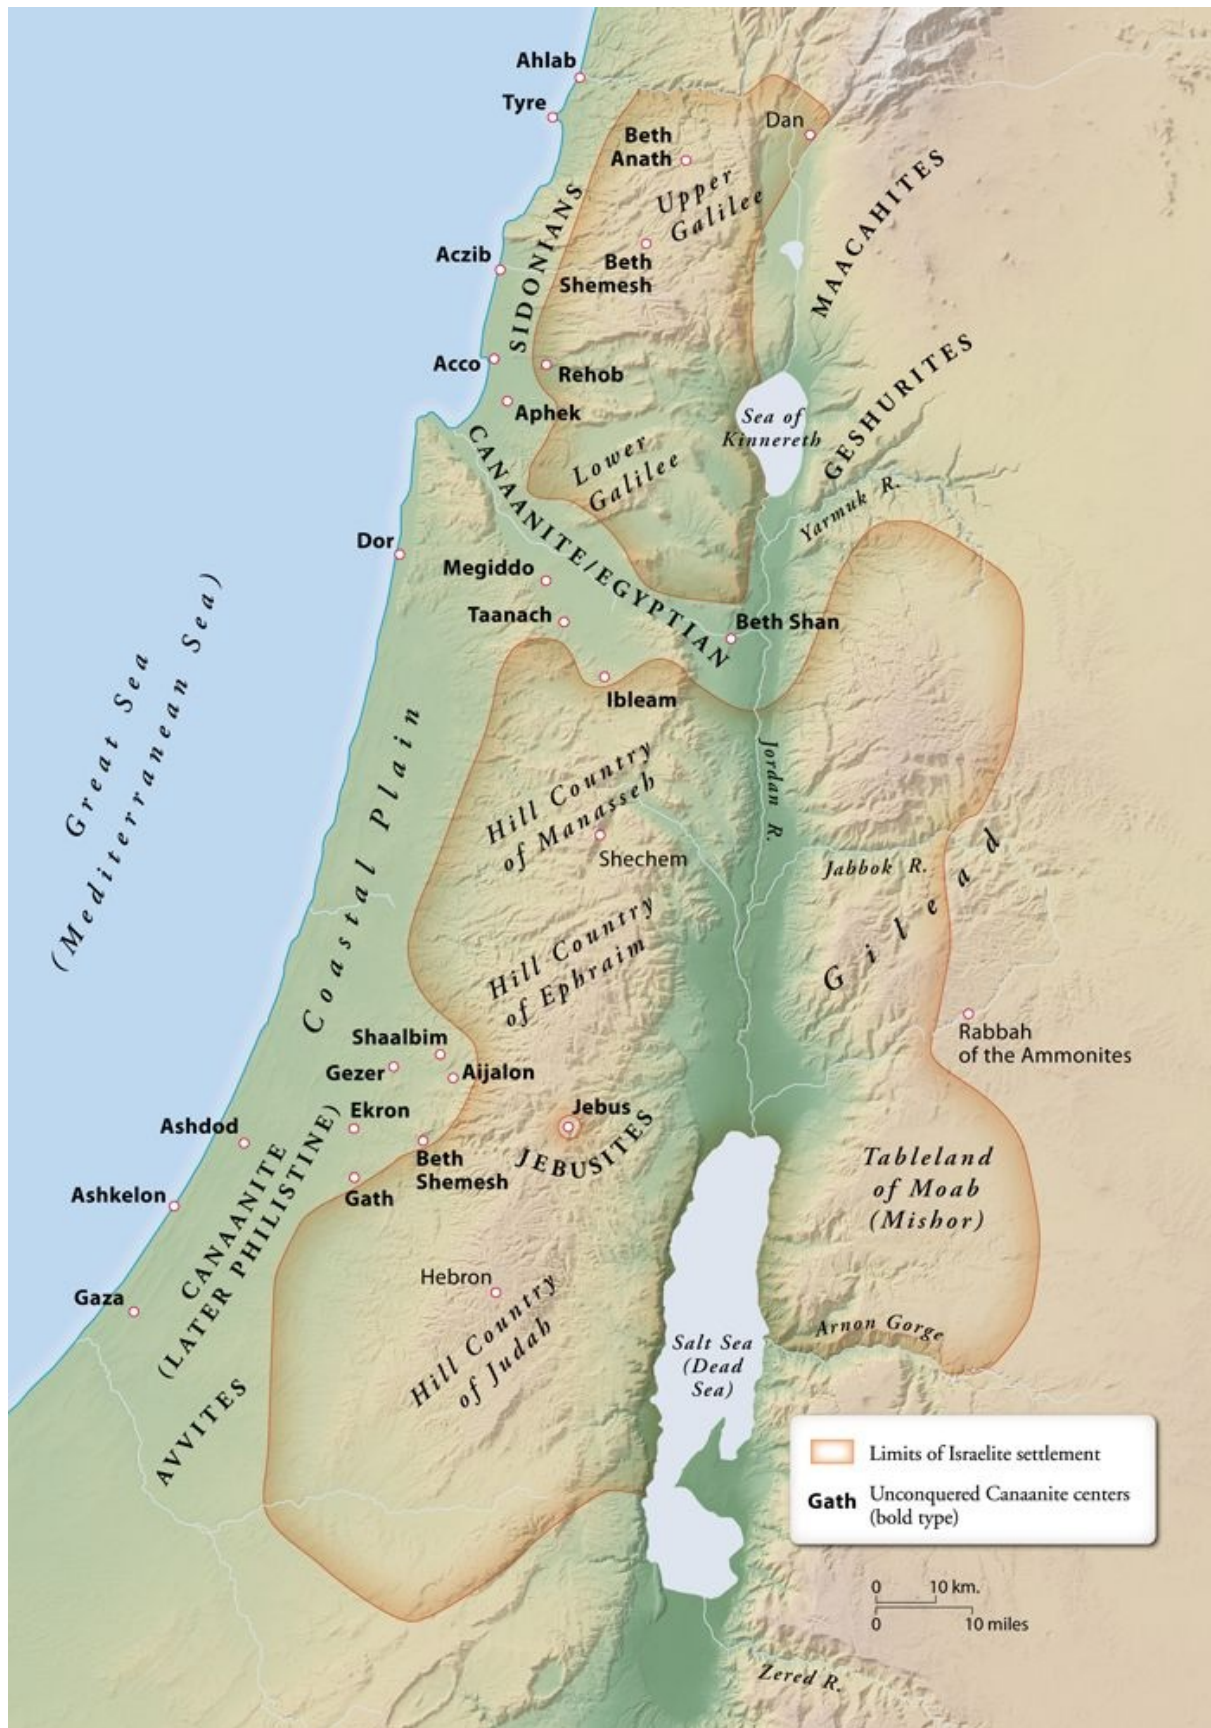 Ahlab
Tyre
Dan
Beth
Anath
Upper
Galilee
MAACAHITES
SIDONIANS
Aczib
Beth
Shemesh
GESHURITES
Acco
Rehob
Aphek
Sea of
Kinnereth
Lower
Galilee
CANAANITE/EGYPTIAN
Yarmuk R.
Dor
Megiddo
Taanach
Beth Shan
Ibleam
Great Sea
(Mediterranean Sea)
Coastal Plain
Jordan R.
Hill Country
of Manasseh
Shechem
Jabbok R.
Gilead
Hill Country
of Ephraim
Rabbah
of the Ammonites
Shaalbim
Gezer
Aijalon
Ekron
Jebus
JEBUSITES
Ashdod
Beth
Shemesh
Gath
Ashkelon
CANAANITE
(LATER PHILISTINE)
Tableland
of Moab
(Mishor)
Gaza
Hebron
Hill Country
of Judah
Arnon Gorge
Salt Sea
(Dead
Sea)
AVVITES
Limits of Israelite settlement
Gath
Unconquered Canaanite centers
(bold type)
0 10 km.
0 10 miles
Zered R.